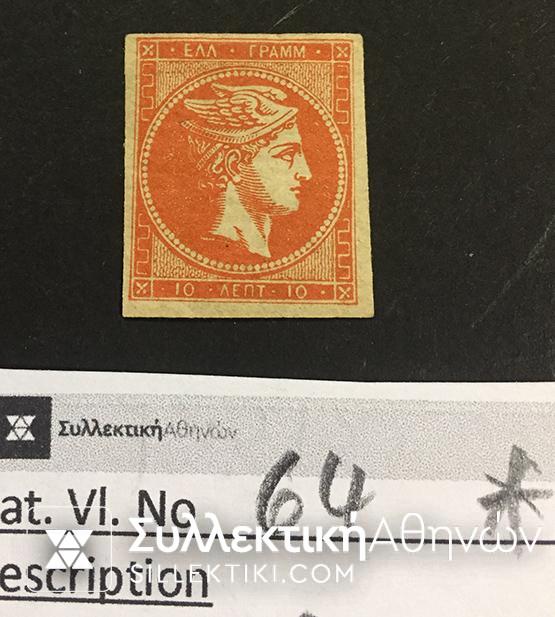 · ΕΛΛ · ΓΡΑΜΜ ·
· 10 · ΛΕΠΤ · 10 ·
ΣυλλεκτικήΑθηνών
at. Vl. No 64 *
ΣυλλεκτικήΑθηνών
SILLEKTIKI.COM
escription